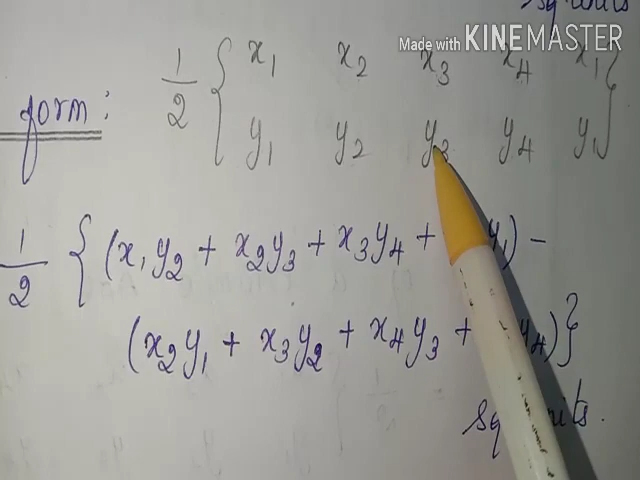 sq units
Made with KINEMASTER
form: 1/2 { x₁ x₂ x₃ x₄ x₁
y₁ y₂ y₃ y₄ y₁ }
1/2 { (x₁y₂ + x₂y₃ + x₃y₄ + y₁) −
(x₂y₁ + x₃y₂ + x₄y₃ + y₄) }
sq